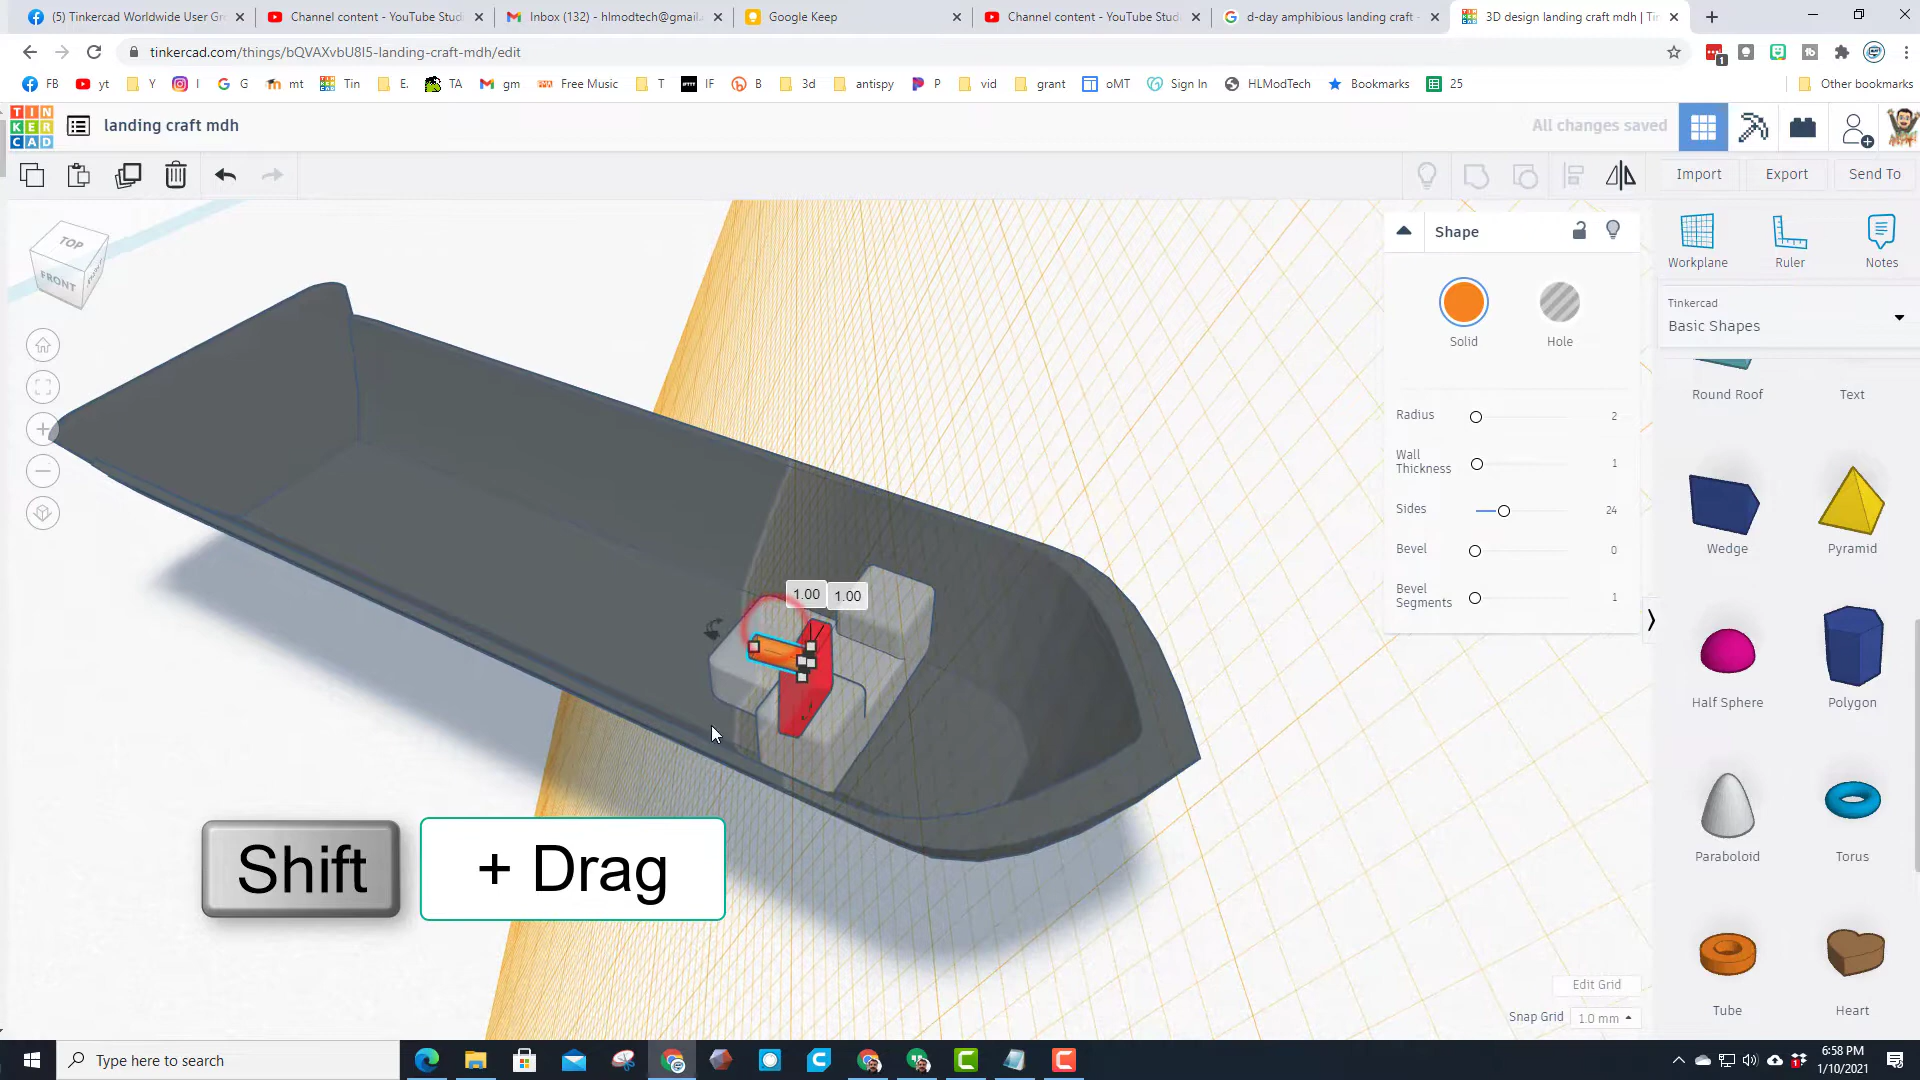 (5) Tinkercad Worldwide User Gr
Channel content - YouTube Studi
Inbox (132) - hlmodtech@gmail.
Google Keep
Channel content - YouTube Studi
d-day amphibious landing craft -
3D design landing craft mdh | Tin
tinkercad.com/things/bQVAXvbU8I5-landing-craft-mdh/edit
1
FB
yt
Y
I
G
mt
Tin
E.
TA
gm
Free Music
T
IF
B
3d
antispy
P
vid
grant
oMT
Sign In
HLModTech
Bookmarks
25
Other bookmarks
TIN
KER
CAD
landing craft mdh
All changes saved
Import
Export
Send To
TOP
FRONT
Shape
Solid
Hole
Radius
2
Wall
Thickness
1
Sides
24
Bevel
0
Bevel
Segments
1
Workplane
Ruler
Notes
Tinkercad
Basic Shapes
Round Roof
Text
Wedge
Pyramid
Half Sphere
Polygon
Paraboloid
Torus
Tube
Heart
1.00
1.00
Shift
+ Drag
Edit Grid
Snap Grid
1.0 mm
Type here to search
6:58 PM
1/10/2021